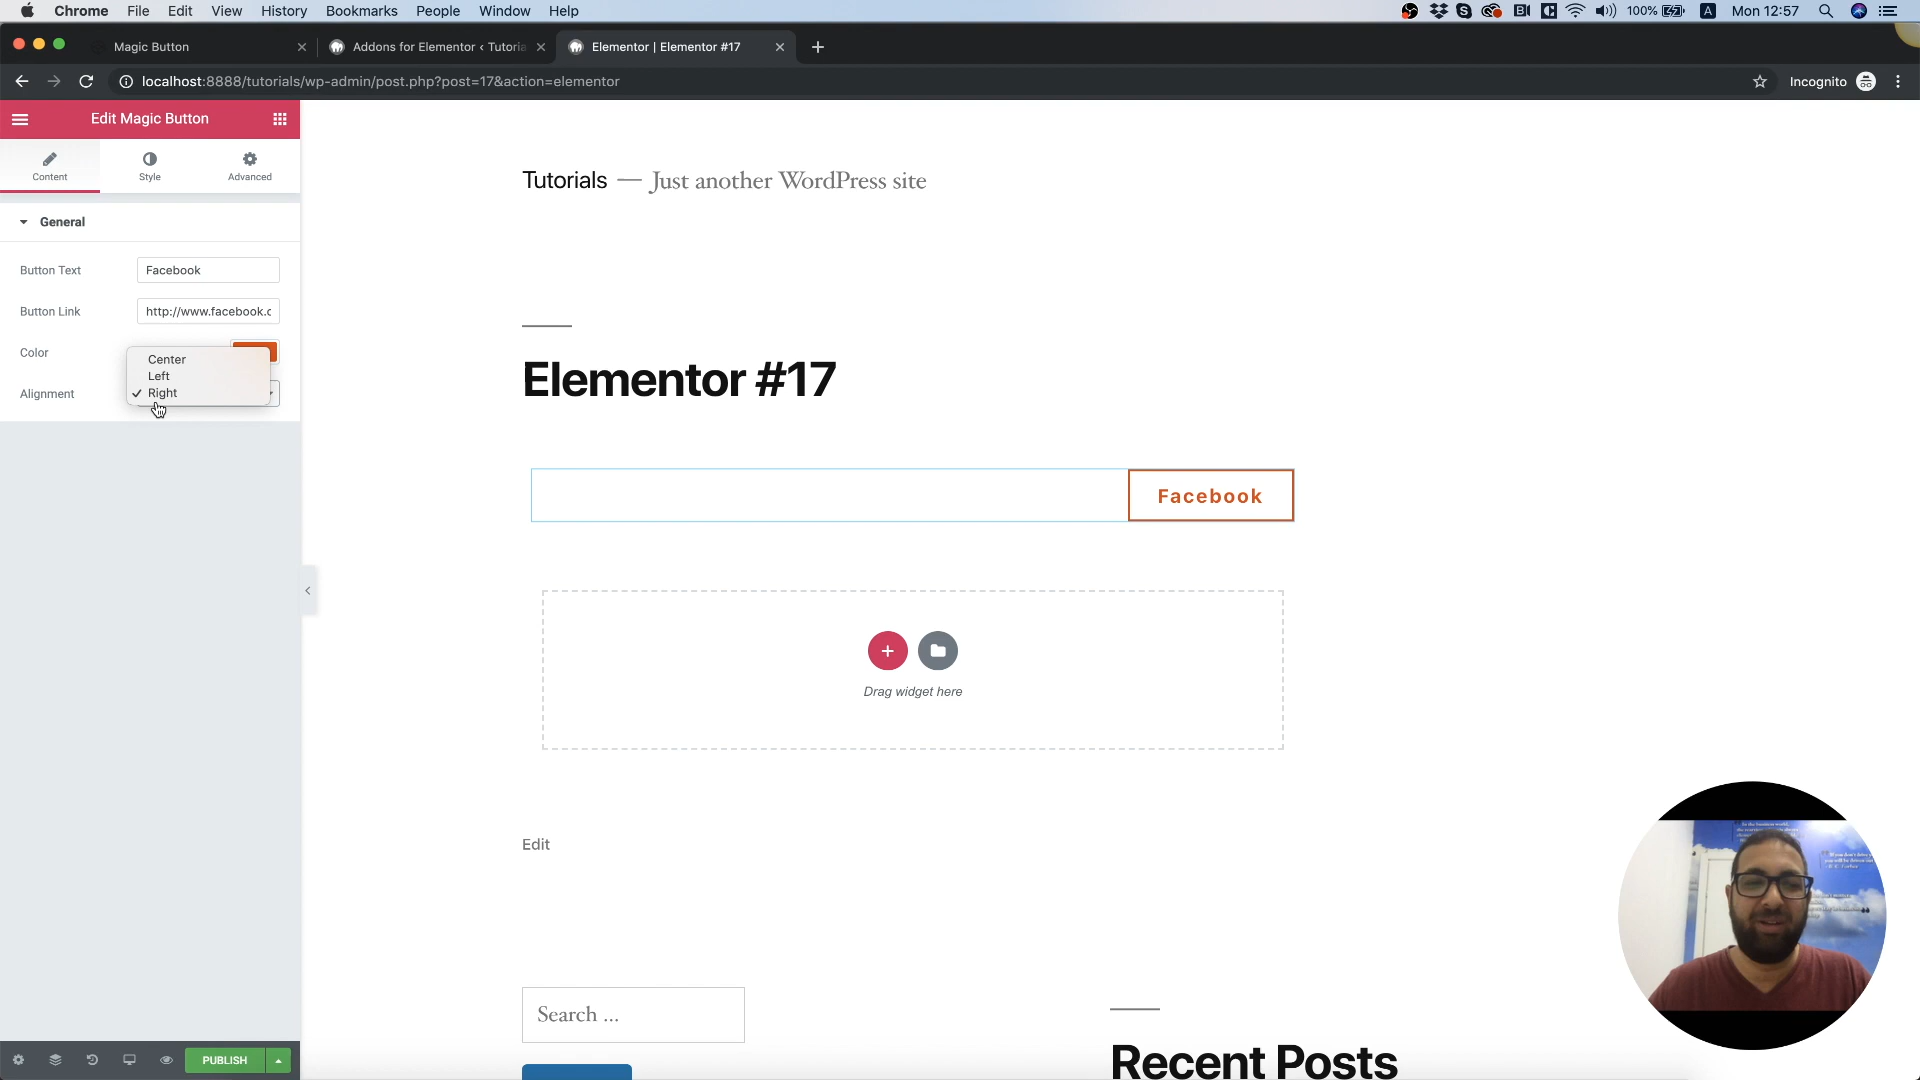 Chrome File Edit View History Bookmarks People Window Help
100% A Mon 12:57
Magic Button
Addons for Elementor ‹ Tutoria
Elementor | Elementor #17
localhost:8888/tutorials/wp-admin/post.php?post=17&action=elementor
Incognito
Edit Magic Button
Content
Style
Advanced
General
Button Text
Facebook
Button Link
http://www.facebook.c
Color
Center
Left
Alignment
✓ Right
PUBLISH
Tutorials — Just another WordPress site
Elementor #17
Facebook
Drag widget here
Edit
Search ...
Recent Posts